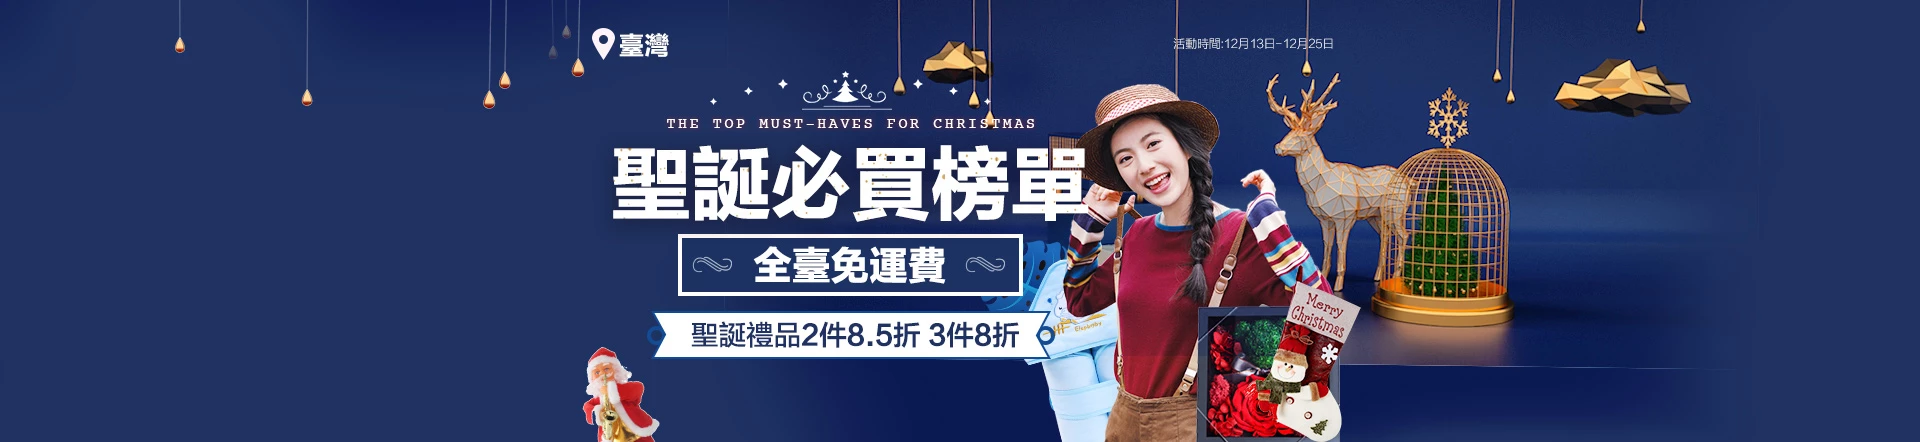 臺灣
活動時間:12月13日-12月25日
THE TOP MUST-HAVES FOR CHRISTMAS
聖誕必買榜單
全臺免運費
聖誕禮品2件8.5折 3件8折
Merry
Christmas